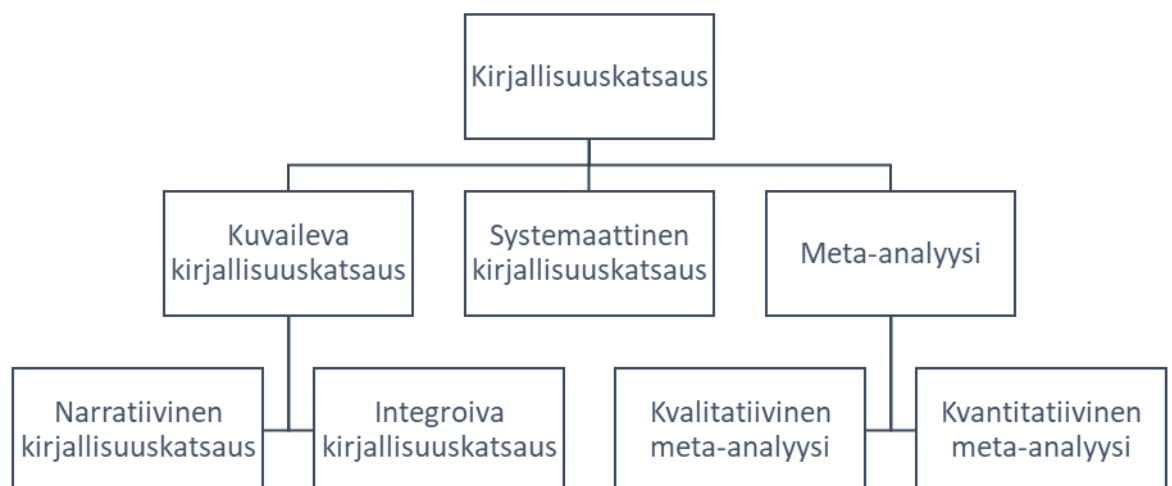 Kirjallisuuskatsaus
Kuvaileva
kirjallisuuskatsaus
Systemaattinen
kirjallisuuskatsaus
Meta-analyysi
Narratiivinen
kirjallisuuskatsaus
Integroiva
kirjallisuuskatsaus
Kvalitatiivinen
meta-analyysi
Kvantitatiivinen
meta-analyysi